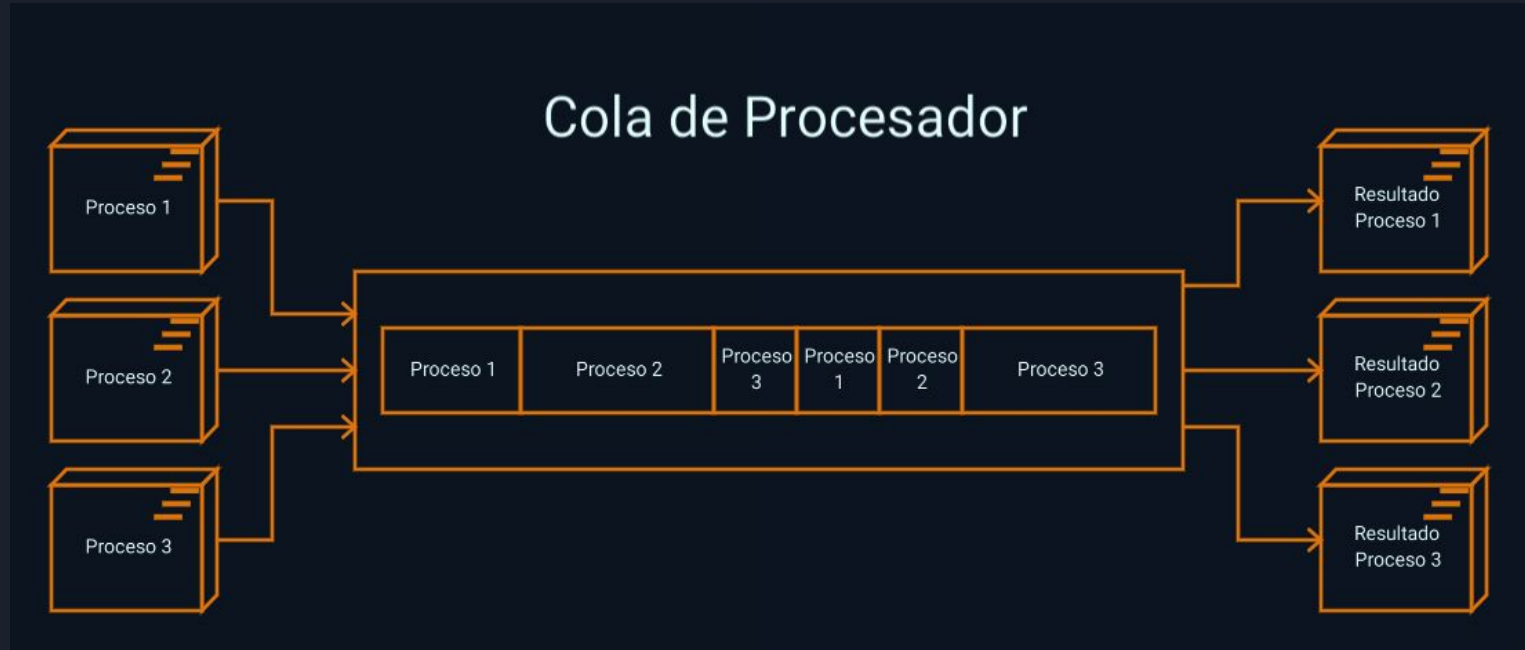 Cola de Procesador
Proceso 1
Proceso 2
Proceso 3
Proceso 1
Proceso 2
Proceso
3
Proceso
1
Proceso
2
Proceso 3
Resultado
Proceso 1
Resultado
Proceso 2
Resultado
Proceso 3